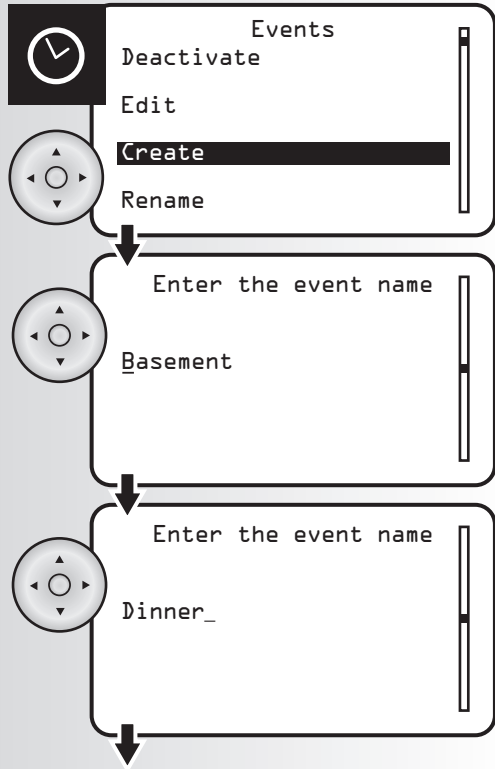 Events
Deactivate
Edit
Create
Rename
Enter the event name
Basement
Enter the event name
Dinner_